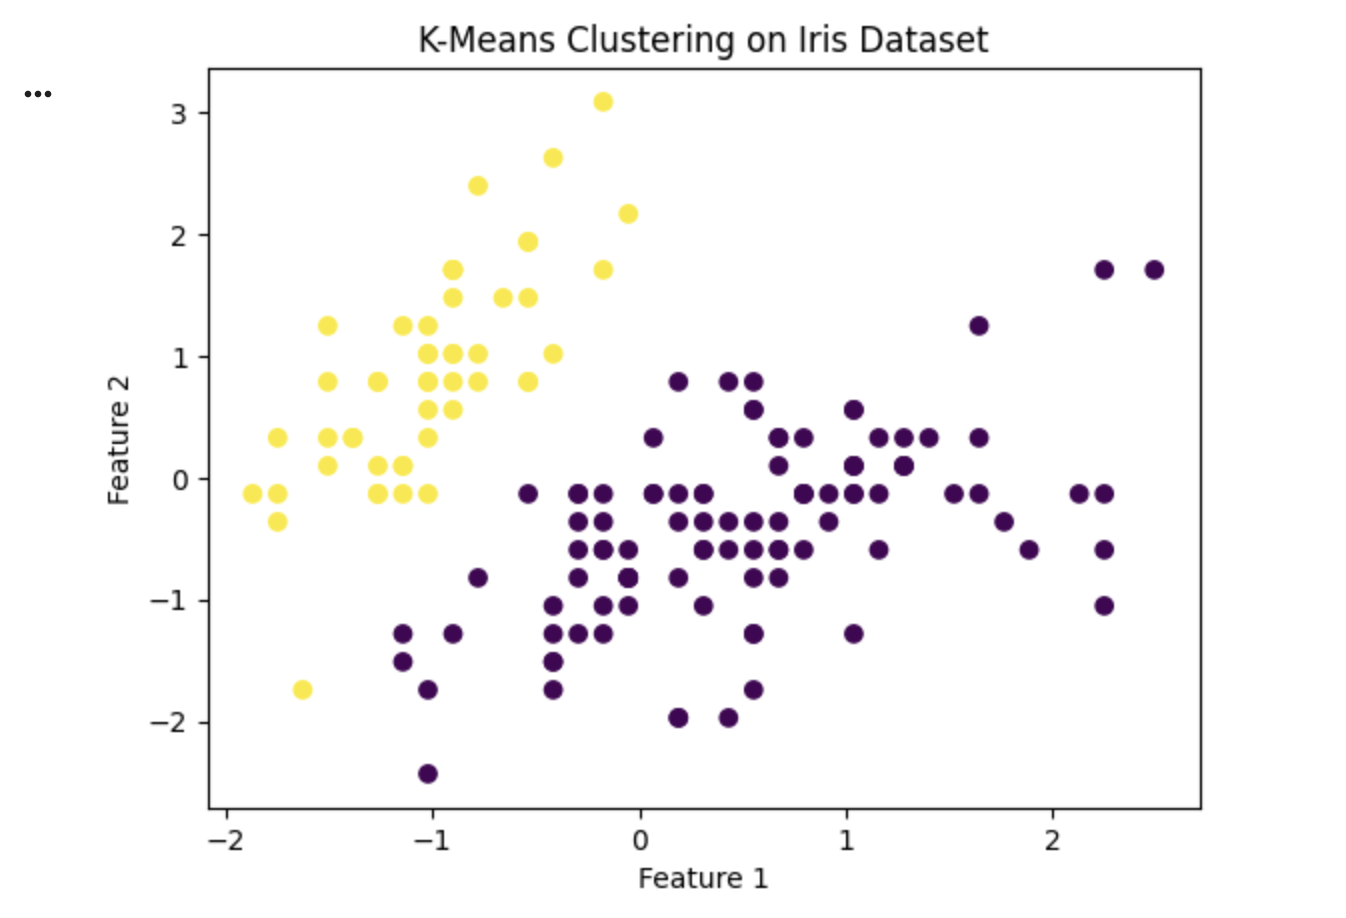 K-Means Clustering on Iris Dataset
...
3
2
1
0
−1
−2
Feature 2
−2 −1 0 1 2
Feature 1